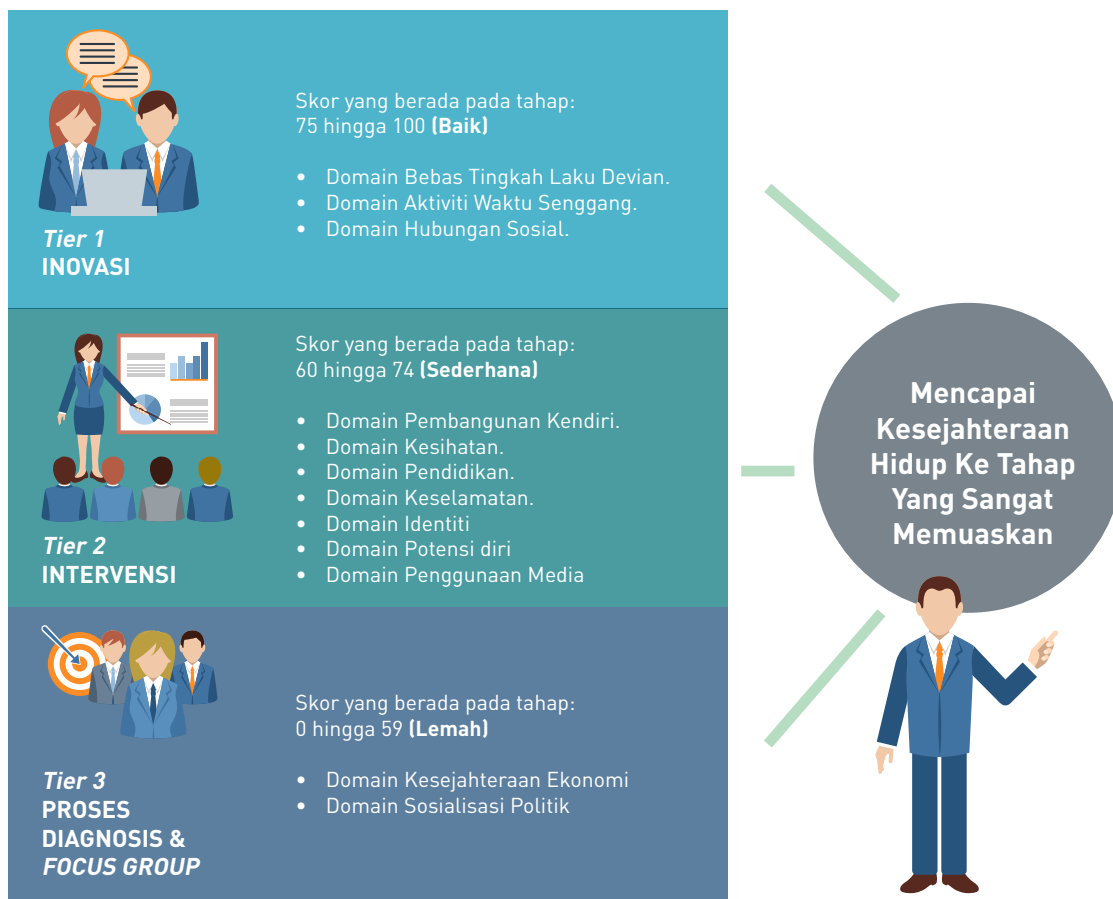 Skor yang berada pada tahap:
75 hingga 100 (Baik)
• Domain Bebas Tingkah Laku Devian.
• Domain Aktiviti Waktu Senggang.
• Domain Hubungan Sosial.
Tier 1
INOVASI
Skor yang berada pada tahap:
60 hingga 74 (Sederhana)
• Domain Pembangunan Kendiri.
• Domain Kesihatan.
• Domain Pendidikan.
• Domain Keselamatan.
• Domain Identiti
• Domain Potensi diri
• Domain Penggunaan Media
Tier 2
INTERVENSI
Skor yang berada pada tahap:
0 hingga 59 (Lemah)
• Domain Kesejahteraan Ekonomi
• Domain Sosialisasi Politik
Tier 3
PROSES
DIAGNOSIS &
FOCUS GROUP
Mencapai
Kesejahteraan
Hidup Ke Tahap
Yang Sangat
Memuaskan